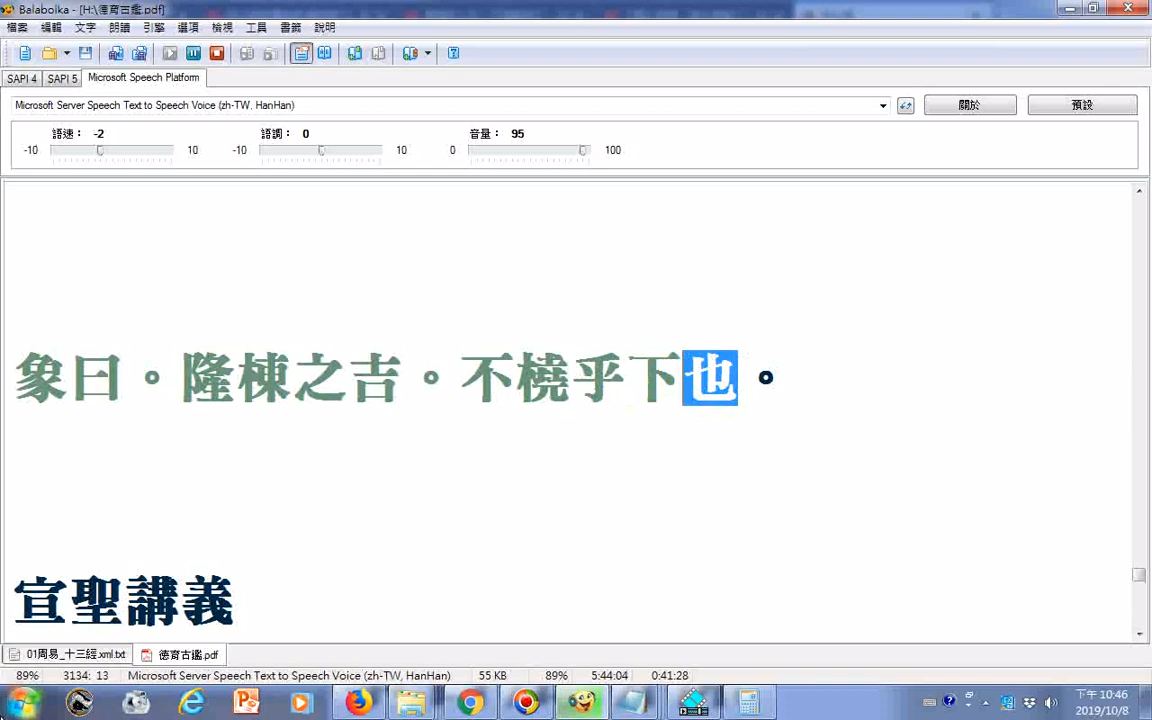 Balabolka - [H:\德育古鑑.pdf]
檔案 編輯 文字 朗讀 引擎 選項 檢視 工具 書籤 說明
SAPI 4 SAPI 5 Microsoft Speech Platform
Microsoft Server Speech Text to Speech Voice (zh-TW, HanHan) 關於 預設
語速： -2 語調： 0 音量： 95
-10 10 -10 10 0 100
象曰。隆棟之吉。不橈乎下也。
宣聖講義
01周易_十三經.xml.txt 德育古鑑.pdf
89% 3134: 13 Microsoft Server Speech Text to Speech Voice (zh-TW, HanHan) 55 KB 89% 5:44:04 0:41:28
下午 10:46
2019/10/8